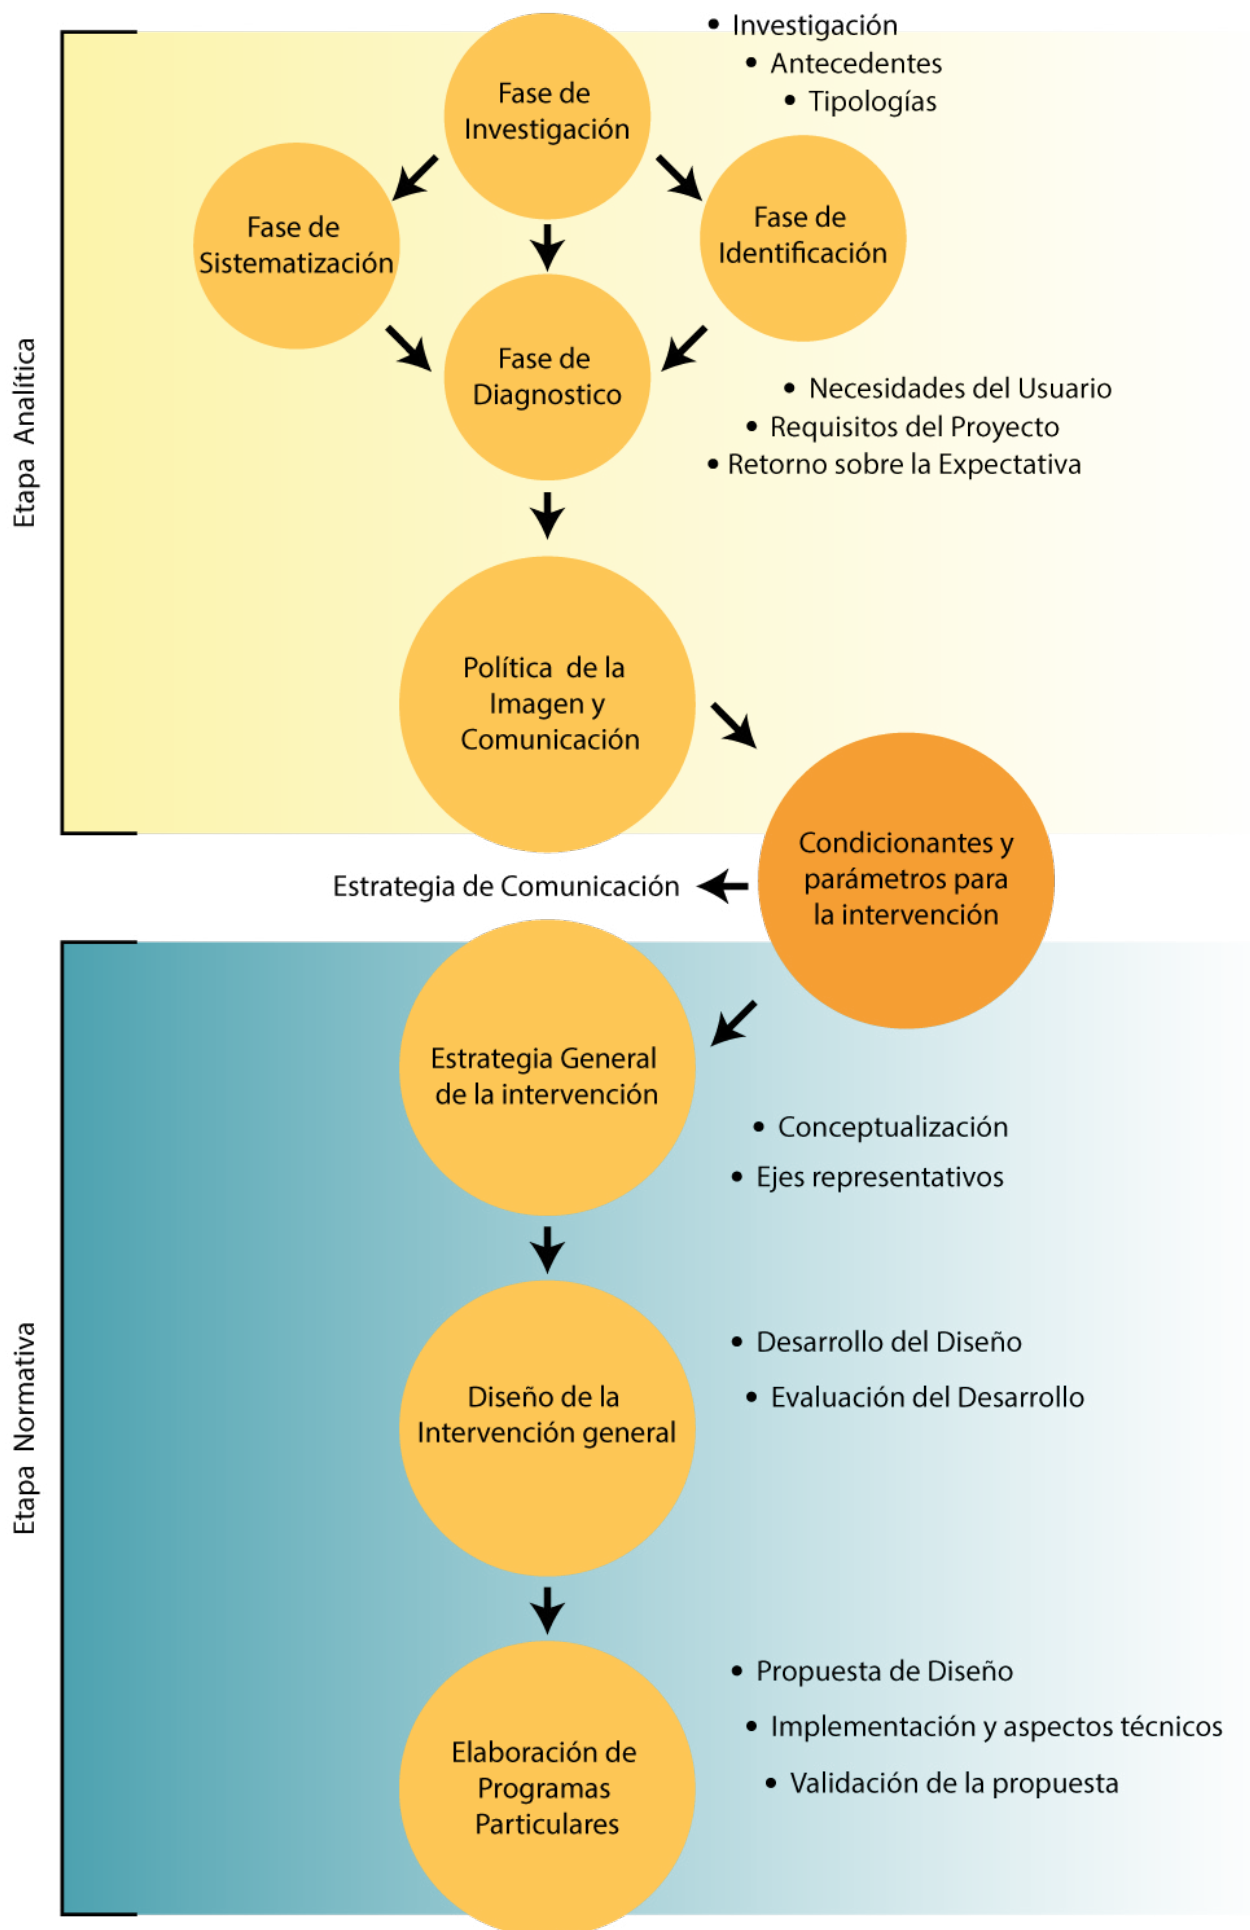 • Investigación
• Antecedentes
• Tipologías
Fase de
Investigación
Fase de
Sistematización
Fase de
Identificación
Fase de
Diagnostico
• Necesidades del Usuario
• Requisitos del Proyecto
• Retorno sobre la Expectativa
Etapa Analítica
Política de la
Imagen y
Comunicación
Condicionantes y
parámetros para
la intervención
Estrategia de Comunicación
Estrategia General
de la intervención
• Conceptualización
• Ejes representativos
Etapa Normativa
Diseño de la
Intervención general
• Desarrollo del Diseño
• Evaluación del Desarrollo
Elaboración de
Programas
Particulares
• Propuesta de Diseño
• Implementación y aspectos técnicos
• Validación de la propuesta